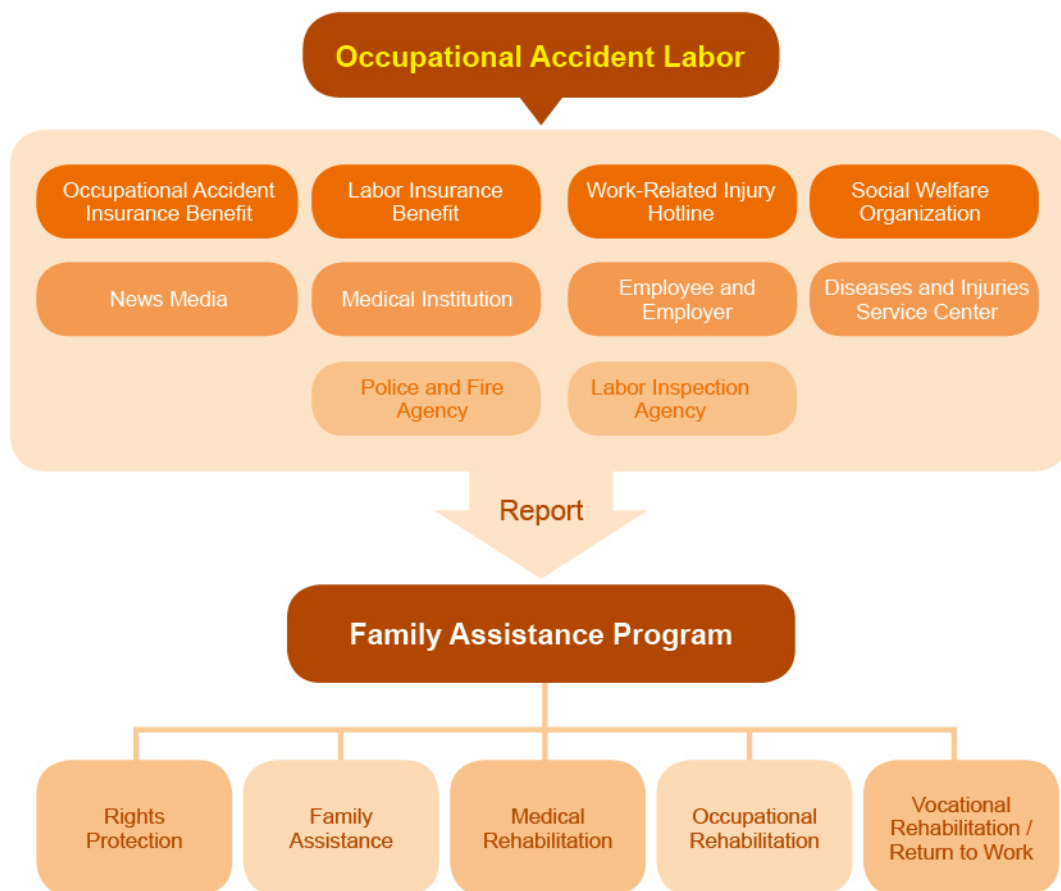 Occupational Accident Labor
Occupational Accident
Insurance Benefit
Labor Insurance
Benefit
Work-Related Injury
Hotline
Social Welfare
Organization
News Media
Medical Institution
Employee and
Employer
Diseases and Injuries
Service Center
Police and Fire
Agency
Labor Inspection
Agency
Report
Family Assistance Program
Rights
Protection
Family
Assistance
Medical
Rehabilitation
Occupational
Rehabilitation
Vocational
Rehabilitation /
Return to Work